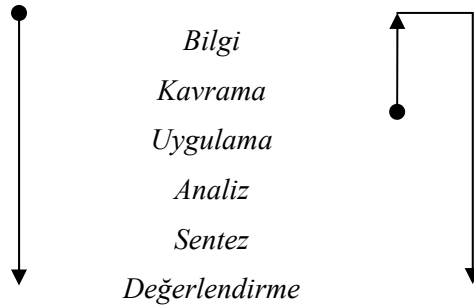 Bilgi
Kavrama
Uygulama
Analiz
Sentez
Değerlendirme